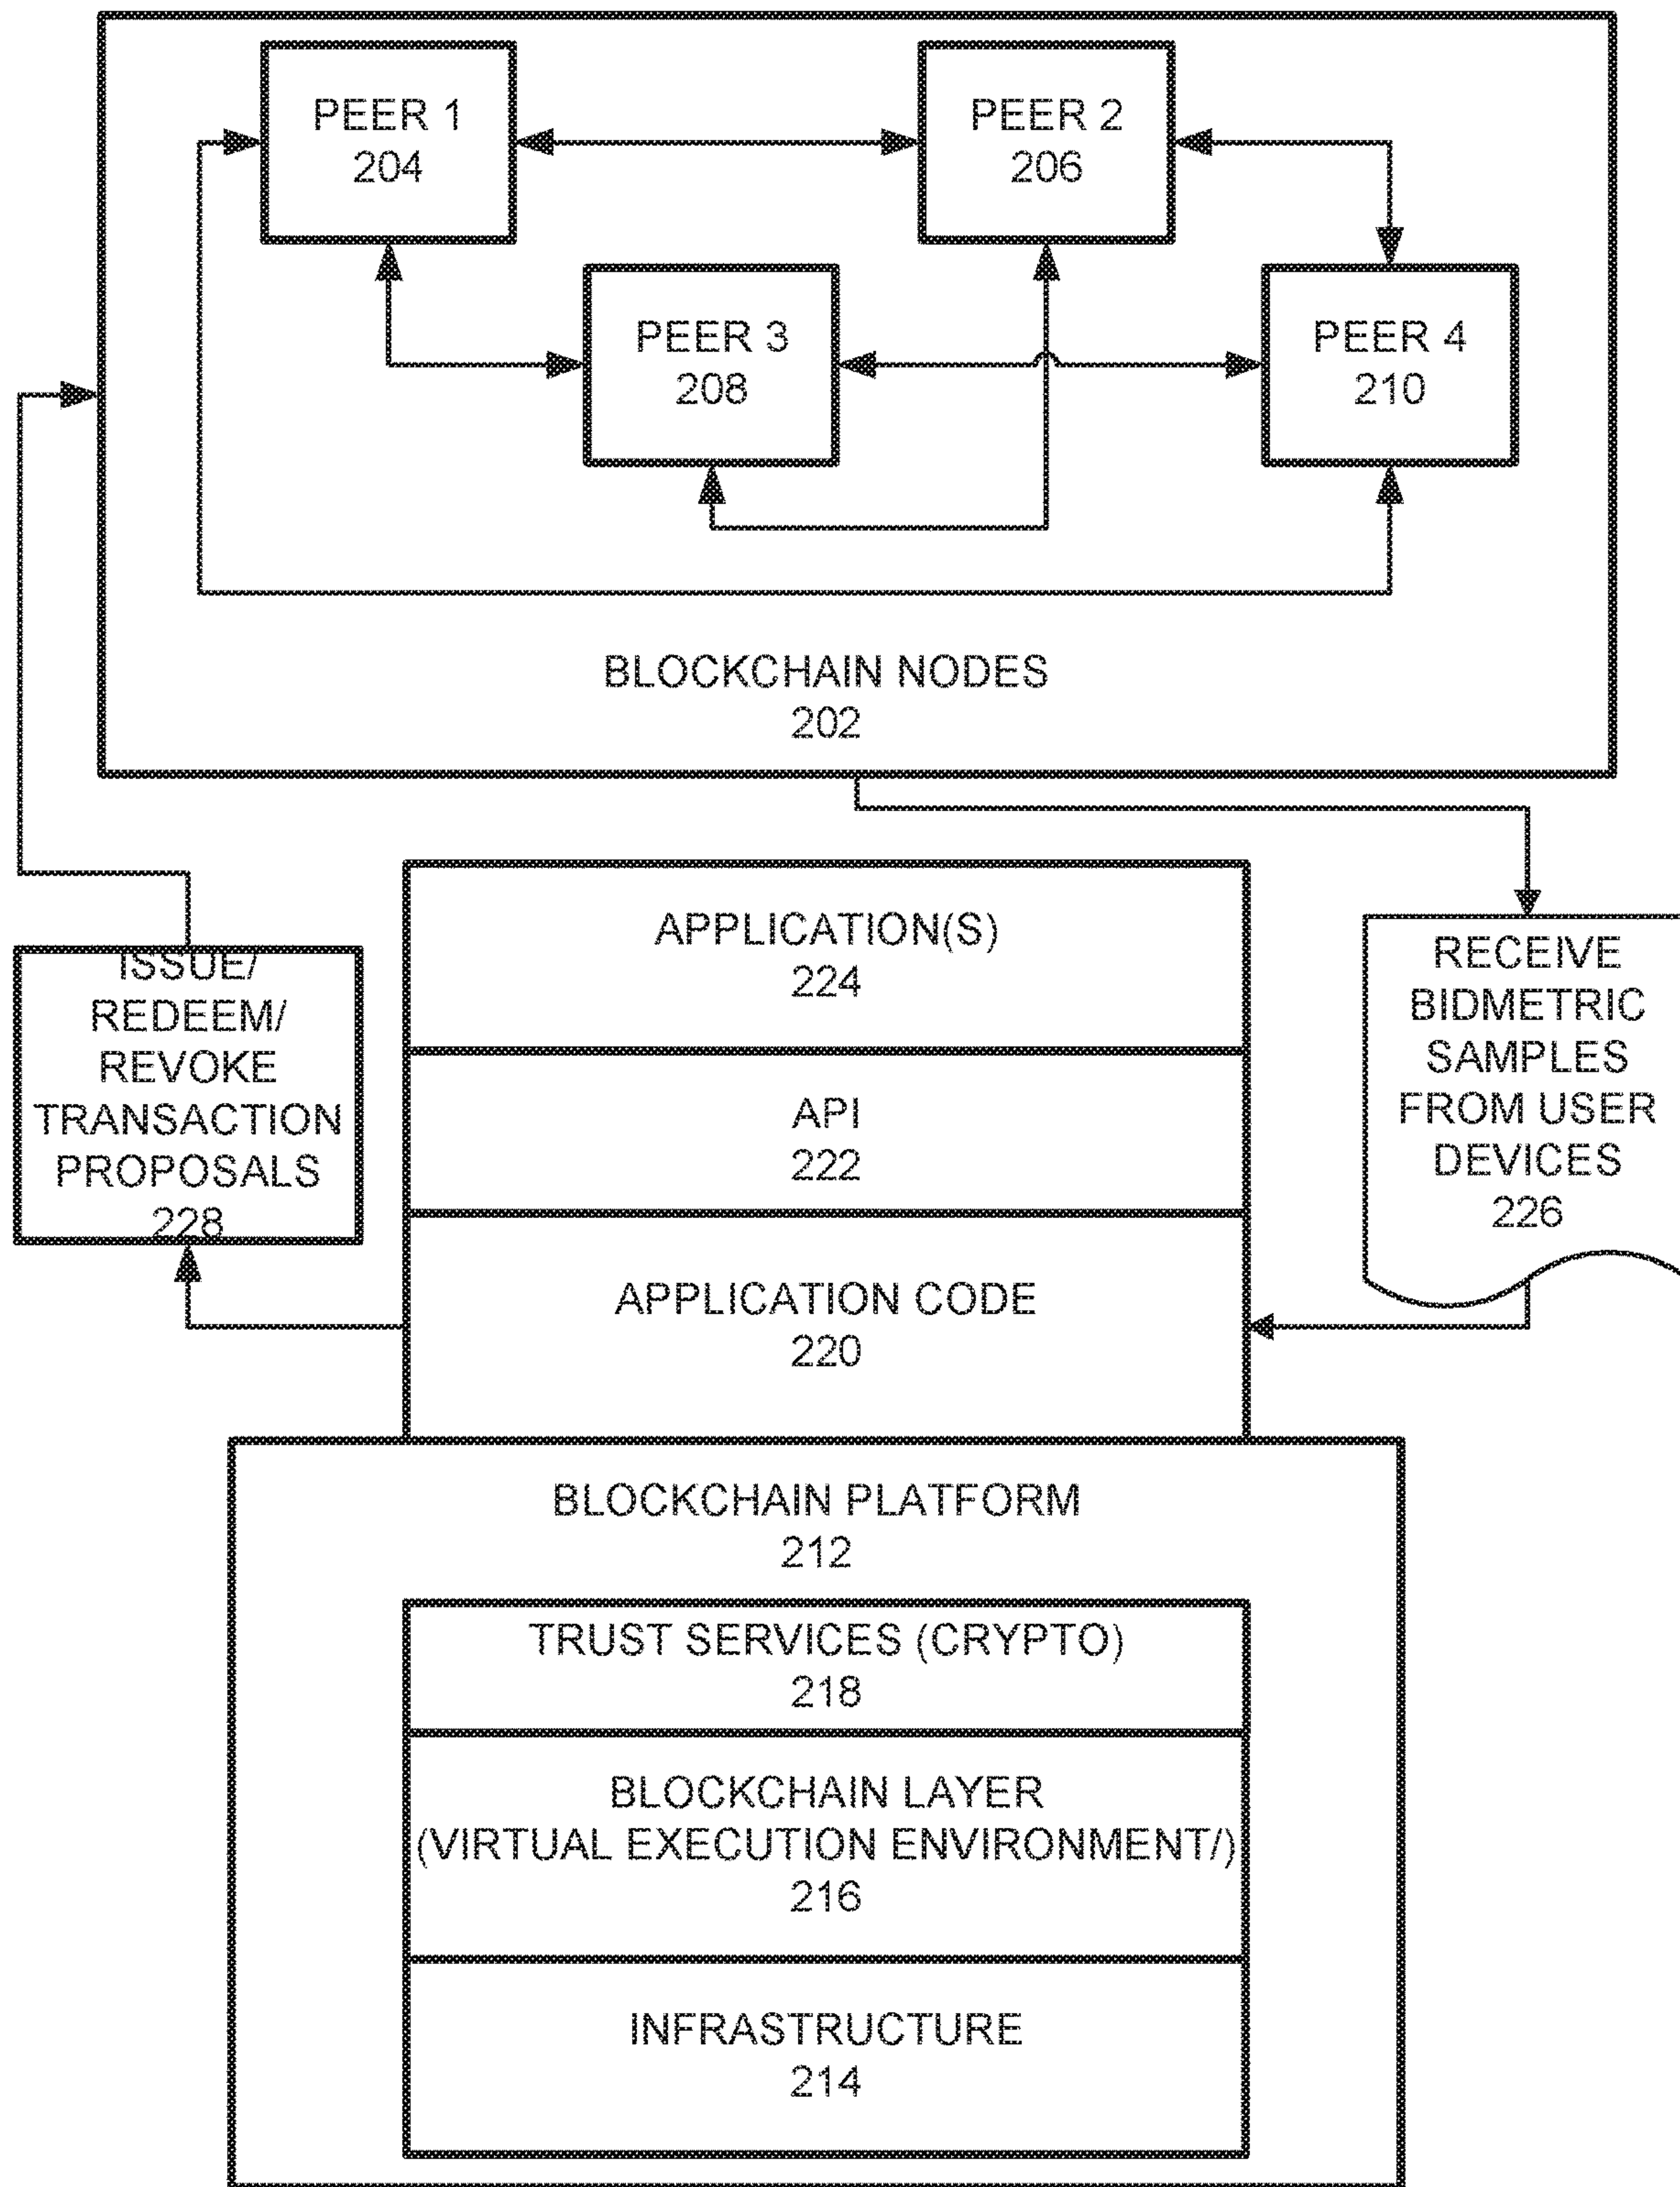 PEER 1
204
PEER 2
206
PEER 3
208
PEER 4
210
BLOCKCHAIN NODES
202
ISSUE/
REDEEM/
REVOKE
TRANSACTION
PROPOSALS
228
APPLICATION(S)
224
API
222
APPLICATION CODE
220
RECEIVE
BIDMETRIC
SAMPLES
FROM USER
DEVICES
226
BLOCKCHAIN PLATFORM
212
TRUST SERVICES (CRYPTO)
218
BLOCKCHAIN LAYER
(VIRTUAL EXECUTION ENVIRONMENT/)
216
INFRASTRUCTURE
214